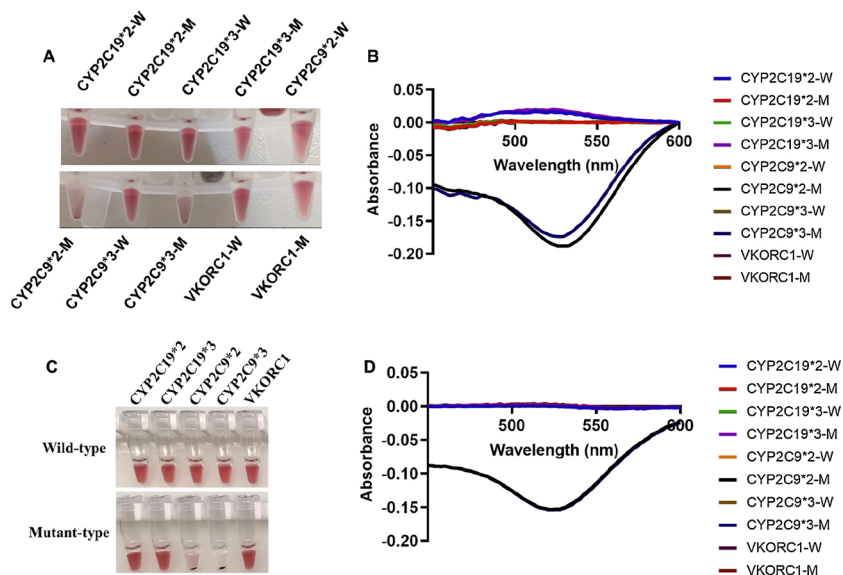 A
CYP2C19*2-W
CYP2C19*2-M
CYP2C19*3-W
CYP2C19*3-M
CYP2C9*2-W
CYP2C9*2-M
CYP2C9*3-W
CYP2C9*3-M
VKORC1-W
VKORC1-M
B
0.05
0.00
-0.05
-0.10
-0.15
-0.20
500
550
600
Wavelength (nm)
Absorbance
CYP2C19*2-W
CYP2C19*2-M
CYP2C19*3-W
CYP2C19*3-M
CYP2C9*2-W
CYP2C9*2-M
CYP2C9*3-W
CYP2C9*3-M
VKORC1-W
VKORC1-M
C
CYP2C19*2
CYP2C19*3
CYP2C9*2
CYP2C9*3
VKORC1
Wild-type
Mutant-type
D
0.05
0.00
-0.05
-0.10
-0.15
-0.20
500
550
600
Wavelength (nm)
Absorbance
CYP2C19*2-W
CYP2C19*2-M
CYP2C19*3-W
CYP2C19*3-M
CYP2C9*2-W
CYP2C9*2-M
CYP2C9*3-W
CYP2C9*3-M
VKORC1-W
VKORC1-M